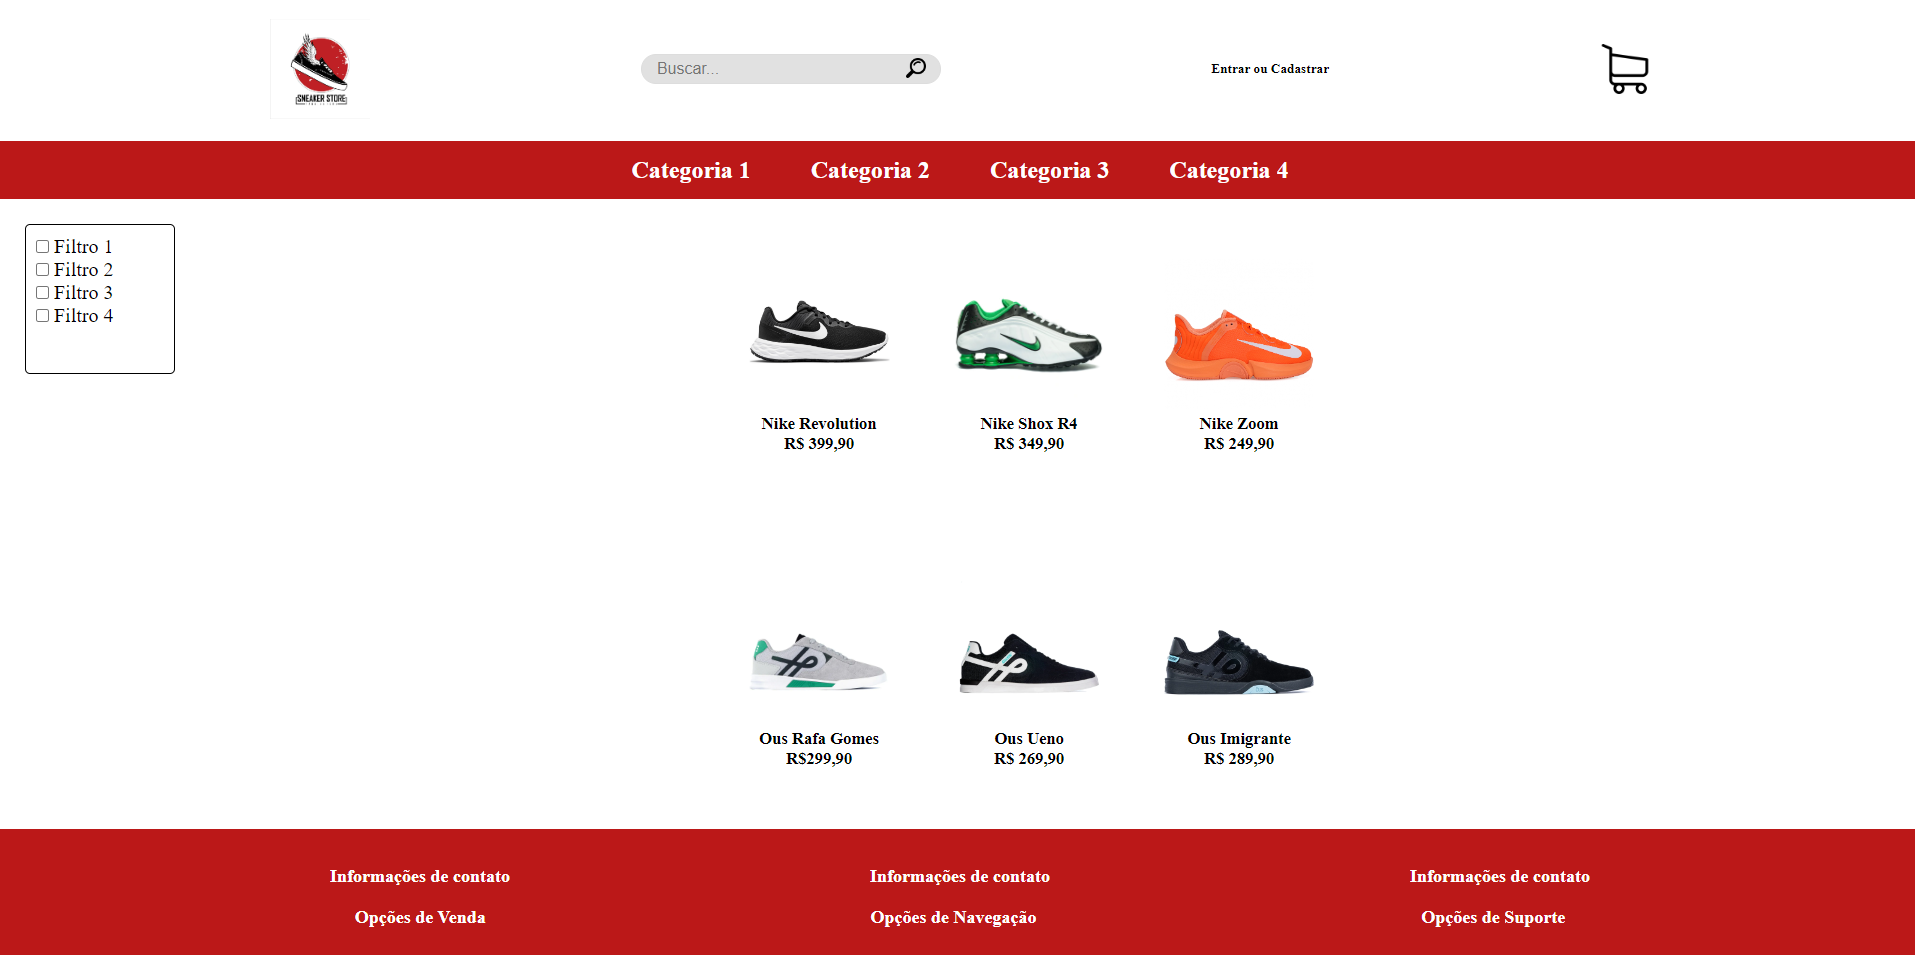 SNEAKER STORE
Buscar...
Entrar ou Cadastrar
Categoria 1
Categoria 2
Categoria 3
Categoria 4
Filtro 1
Filtro 2
Filtro 3
Filtro 4
Nike Revolution
R$ 399,90
Nike Shox R4
R$ 349,90
Nike Zoom
R$ 249,90
Ous Rafa Gomes
R$299,90
Ous Ueno
R$ 269,90
Ous Imigrante
R$ 289,90
Informações de contato
Opções de Venda
Informações de contato
Opções de Navegação
Informações de contato
Opções de Suporte